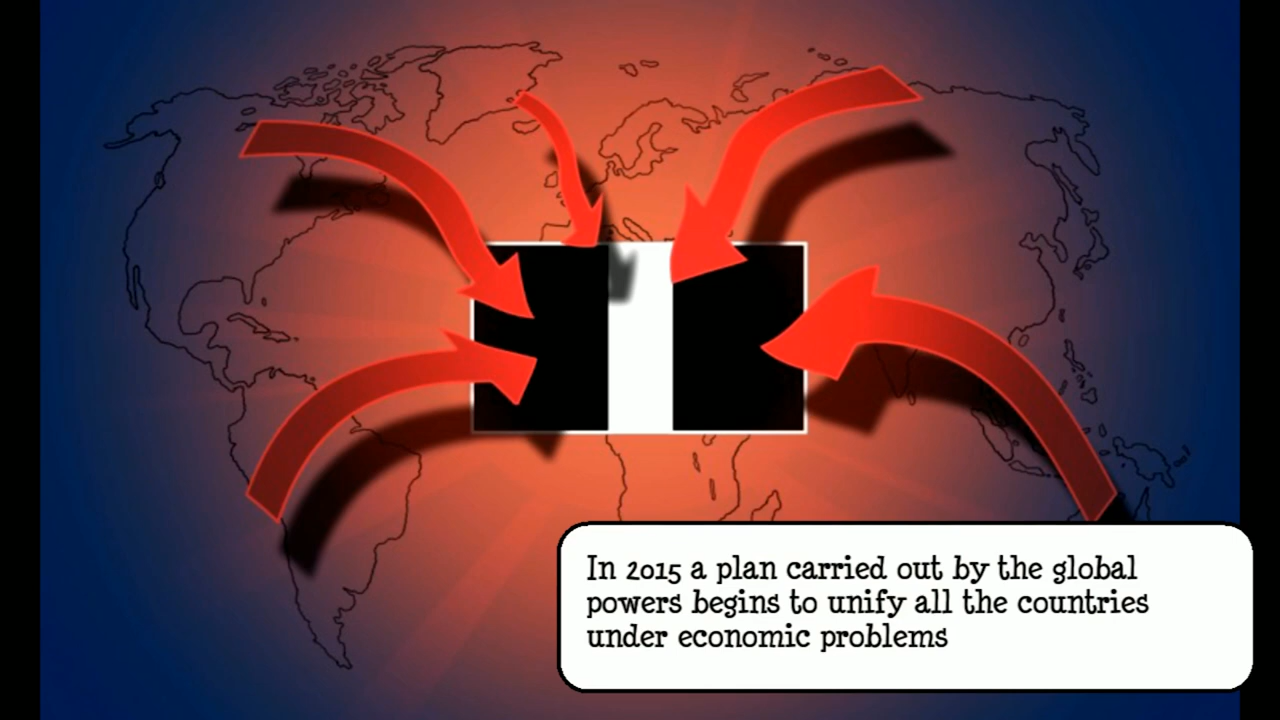 In 2015 a plan carried out by the global
powers begins to unify all the countries
under economic problems